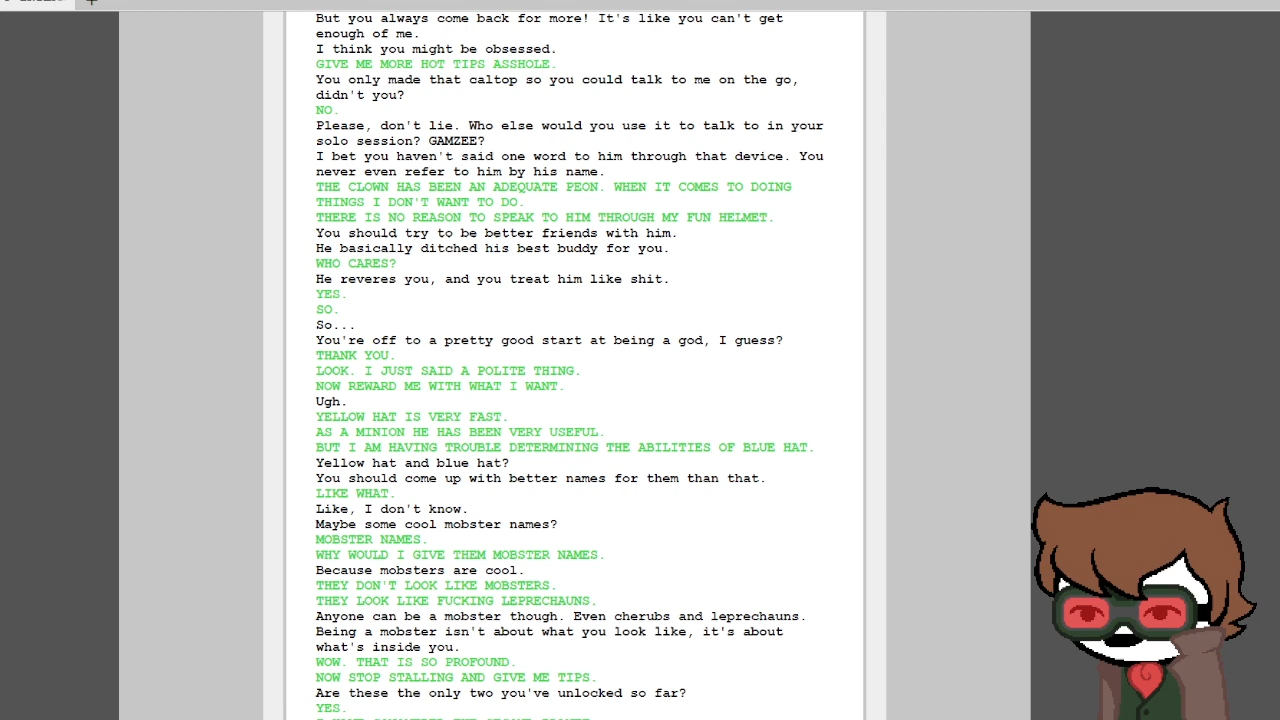 But you always come back for more! It's like you can't get
enough of me.
I think you might be obsessed.
GIVE ME MORE HOT TIPS ASSHOLE.
You only made that caltop so you could talk to me on the go,
didn't you?
NO.
Please, don't lie. Who else would you use it to talk to in your
solo session? GAMZEE?
I bet you haven't said one word to him through that device. You
never even refer to him by his name.
THE CLOWN HAS BEEN AN ADEQUATE PEON. WHEN IT COMES TO DOING
THINGS I DON'T WANT TO DO.
THERE IS NO REASON TO SPEAK TO HIM THROUGH MY FUN HELMET.
You should try to be better friends with him.
He basically ditched his best buddy for you.
WHO CARES?
He reveres you, and you treat him like shit.
YES.
SO.
So...
You're off to a pretty good start at being a god, I guess?
THANK YOU.
LOOK. I JUST SAID A POLITE THING.
NOW REWARD ME WITH WHAT I WANT.
Ugh.
YELLOW HAT IS VERY FAST.
AS A MINION HE HAS BEEN VERY USEFUL.
BUT I AM HAVING TROUBLE DETERMINING THE ABILITIES OF BLUE HAT.
Yellow hat and blue hat?
You should come up with better names for them than that.
LIKE WHAT.
Like, I don't know.
Maybe some cool mobster names?
MOBSTER NAMES.
WHY WOULD I GIVE THEM MOBSTER NAMES.
Because mobsters are cool.
THEY DON'T LOOK LIKE MOBSTERS.
THEY LOOK LIKE FUCKING LEPRECHAUNS.
Anyone can be a mobster though. Even cherubs and leprechauns.
Being a mobster isn't about what you look like, it's about
what's inside you.
WOW. THAT IS SO PROFOUND.
NOW STOP STALLING AND GIVE ME TIPS.
Are these the only two you've unlocked so far?
YES.